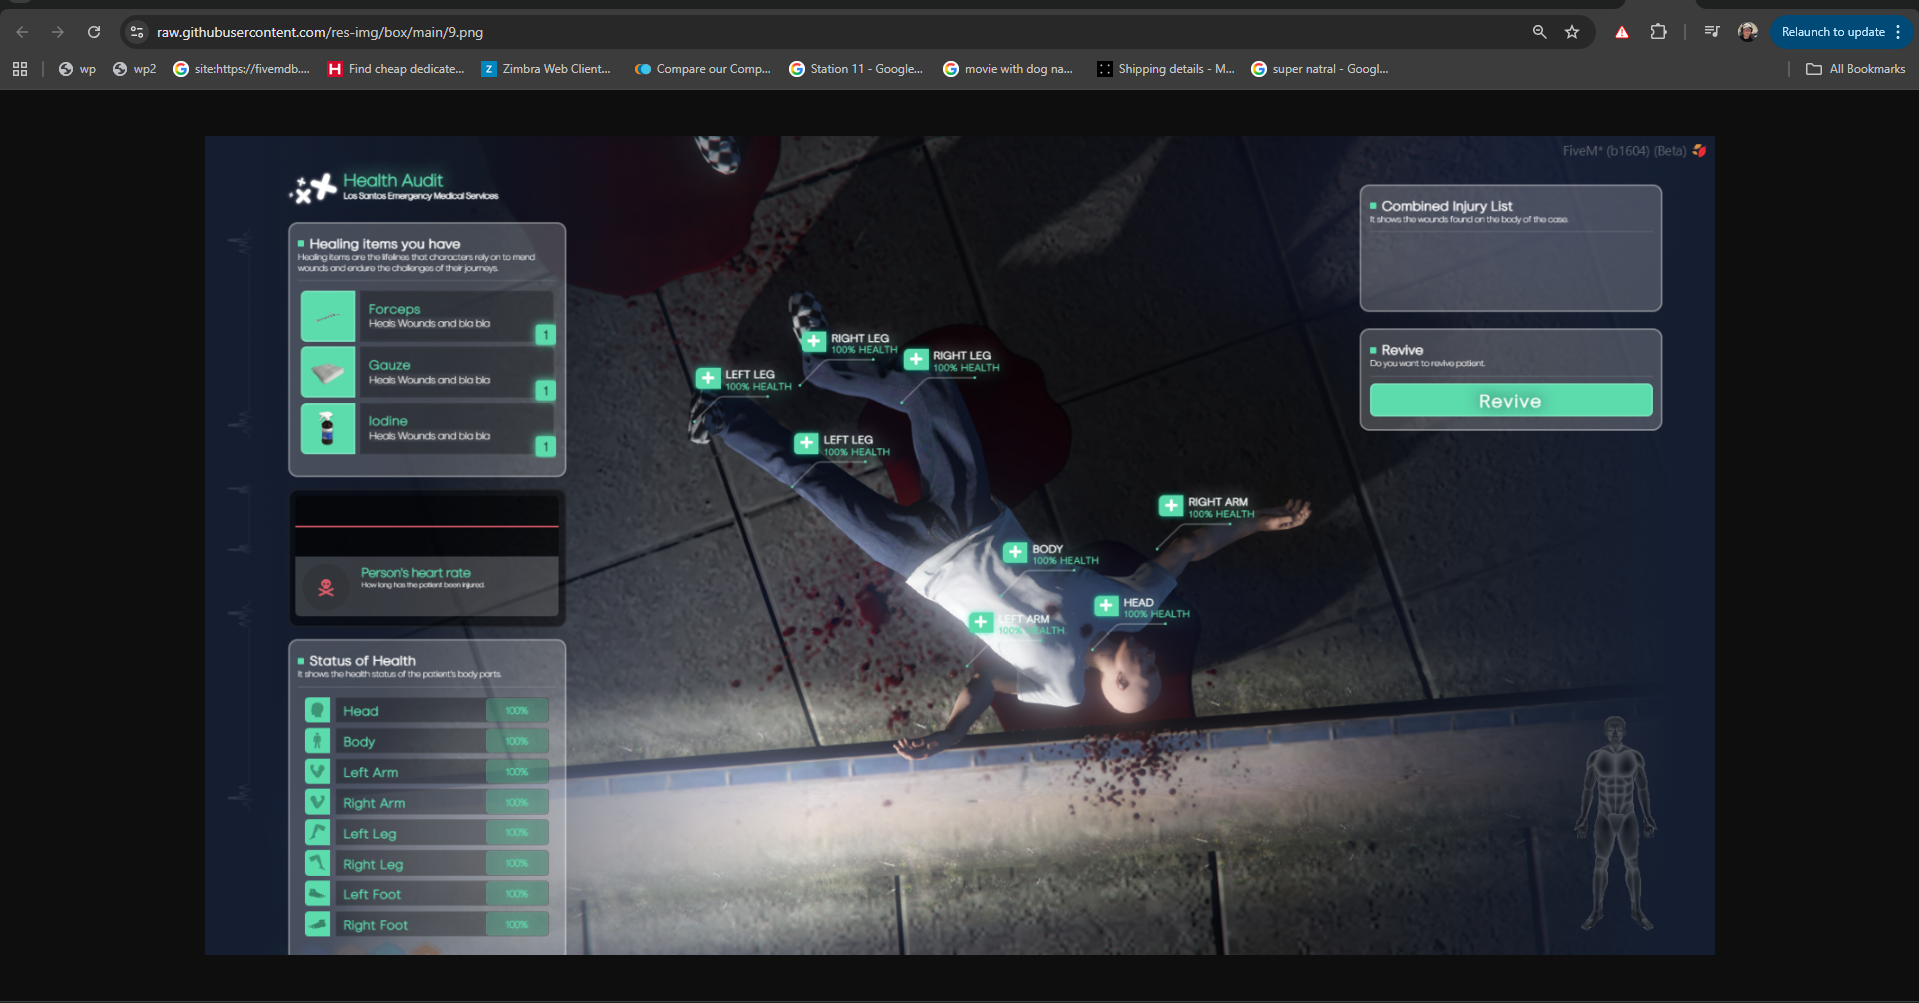 raw.githubusercontent.com/res-img/box/main/9.png
Relaunch to update
wp
wp2
site:https://fivemdb....
Find cheap dedicate...
Zimbra Web Client...
Compare our Comp...
Station 11 - Google...
movie with dog na...
Shipping details - M...
super natral - Googl...
All Bookmarks
FiveM* (b1604) (Beta)
Health Audit
Los Santos Emergency Medical Services
Healing items you have
Healing items are the lifelines that characters rely on to mend
wounds and endure the challenges of their journeys.
Forceps
Heals Wounds and bla bla
1
Gauze
Heals Wounds and bla bla
1
Iodine
Heals Wounds and bla bla
1
Person's heart rate
How long has the patient been injured.
Status of Health
It shows the health status of the patient's body parts.
Head 100%
Body 100%
Left Arm 100%
Right Arm 100%
Left Leg 100%
Right Leg 100%
Left Foot 100%
Right Foot 100%
RIGHT LEG
100% HEALTH
RIGHT LEG
100% HEALTH
LEFT LEG
100% HEALTH
LEFT LEG
100% HEALTH
RIGHT ARM
100% HEALTH
BODY
100% HEALTH
HEAD
100% HEALTH
LEFT ARM
100% HEALTH
Combined Injury List
It shows the wounds found on the body of the case.
Revive
Do you want to revive patient.
Revive